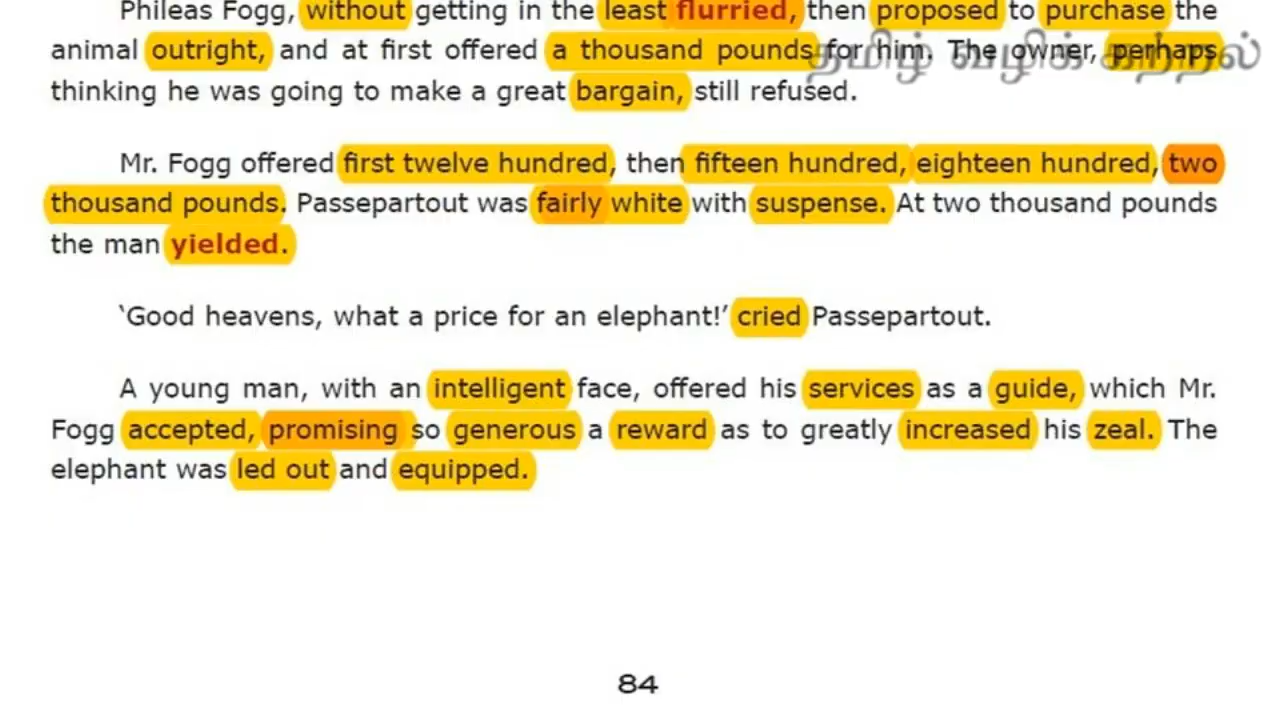 Phileas Fogg, without getting in the least flurried, then proposed to purchase the
animal outright, and at first offered a thousand pounds for him. The owner, perhaps
தமிழ் வழிக் கற்றல்
thinking he was going to make a great bargain, still refused.
Mr. Fogg offered first twelve hundred, then fifteen hundred, eighteen hundred, two
thousand pounds. Passepartout was fairly white with suspense. At two thousand pounds
the man yielded.
‘Good heavens, what a price for an elephant!’ cried Passepartout.
A young man, with an intelligent face, offered his services as a guide, which Mr.
Fogg accepted, promising so generous a reward as to greatly increased his zeal. The
elephant was led out and equipped.
84